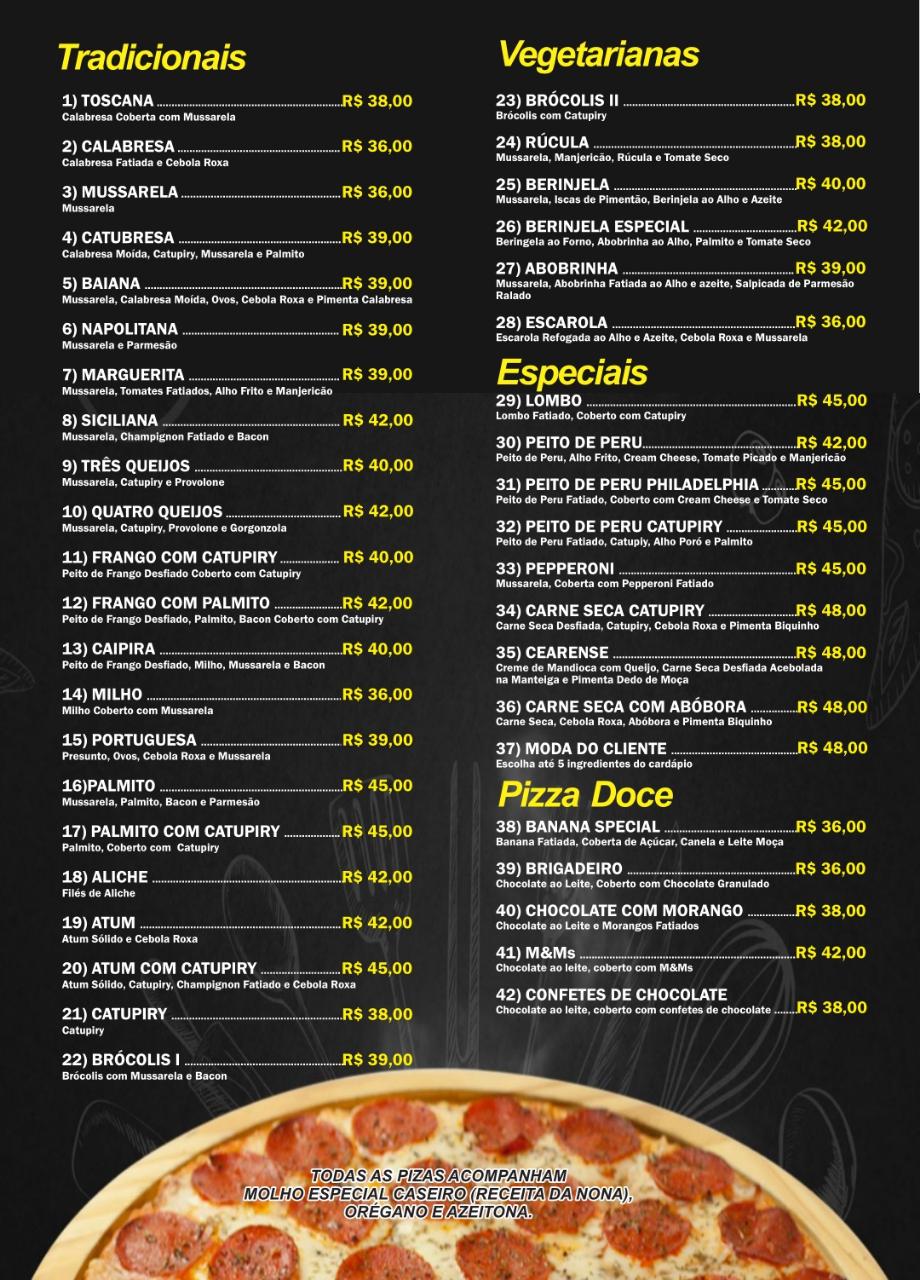 Tradicionais
1) TOSCANA ....... R$ 38,00
Calabresa Coberta com Mussarela
2) CALABRESA ....... R$ 36,00
Calabresa Fatiada e Cebola Roxa
3) MUSSARELA ....... R$ 36,00
Mussarela
4) CATUBRESA ....... R$ 39,00
Calabresa Moída, Catupiry, Mussarela e Palmito
5) BAIANA ....... R$ 39,00
Mussarela, Calabresa Moída, Ovos, Cebola Roxa e Pimenta Calabresa
6) NAPOLITANA ....... R$ 39,00
Mussarela e Parmesão
7) MARGUERITA ....... R$ 39,00
Mussarela, Tomates Fatiados, Alho Frito e Manjericão
8) SICILIANA ....... R$ 42,00
Mussarela, Champignon Fatiado e Bacon
9) TRÊS QUEIJOS ....... R$ 40,00
Mussarela, Catupiry e Provolone
10) QUATRO QUEIJOS ....... R$ 42,00
Mussarela, Catupiry, Provolone e Gorgonzola
11) FRANGO COM CATUPIRY ....... R$ 40,00
Peito de Frango Desfiado Coberto com Catupiry
12) FRANGO COM PALMITO ....... R$ 42,00
Peito de Frango Desfiado, Palmito, Bacon Coberto com Catupiry
13) CAIPIRA ....... R$ 40,00
Peito de Frango Desfiado, Milho, Mussarela e Bacon
14) MILHO ....... R$ 36,00
Milho Coberto com Mussarela
15) PORTUGUESA ....... R$ 39,00
Presunto, Ovos, Cebola Roxa e Mussarela
16)PALMITO ....... R$ 45,00
Mussarela, Palmito, Bacon e Parmesão
17) PALMITO COM CATUPIRY ....... R$ 45,00
Palmito, Coberto com Catupiry
18) ALICHE ....... R$ 42,00
Filés de Aliche
19) ATUM ....... R$ 42,00
Atum Sólido e Cebola Roxa
20) ATUM COM CATUPIRY ....... R$ 45,00
Atum Sólido, Catupiry, Champignon Fatiado e Cebola Roxa
21) CATUPIRY ....... R$ 38,00
Catupiry
22) BRÓCOLIS I ....... R$ 39,00
Brócolis com Mussarela e Bacon
Vegetarianas
23) BRÓCOLIS II ....... R$ 38,00
Brócolis com Catupiry
24) RÚCULA ....... R$ 38,00
Mussarela, Manjericão, Rúcula e Tomate Seco
25) BERINJELA ....... R$ 40,00
Mussarela, Iscas de Pimentão, Berinjela ao Alho e Azeite
26) BERINJELA ESPECIAL ....... R$ 42,00
Beringela ao Forno, Abobrinha ao Alho, Palmito e Tomate Seco
27) ABOBRINHA ....... R$ 39,00
Mussarela, Abobrinha Fatiada ao Alho e azeite, Salpicada de Parmesão
Ralado
28) ESCAROLA ....... R$ 36,00
Escarola Refogada ao Alho e Azeite, Cebola Roxa e Mussarela
Especiais
29) LOMBO ....... R$ 45,00
Lombo Fatiado, Coberto com Catupiry
30) PEITO DE PERU ....... R$ 42,00
Peito de Peru, Alho Frito, Cream Cheese, Tomate Picado e Manjericão
31) PEITO DE PERU PHILADELPHIA ....... R$ 45,00
Peito de Peru Fatiado, Coberto com Cream Cheese e Tomate Seco
32) PEITO DE PERU CATUPIRY ....... R$ 45,00
Peito de Peru Fatiado, Catupiy, Alho Poró e Palmito
33) PEPPERONI ....... R$ 45,00
Mussarela, Coberta com Pepperoni Fatiado
34) CARNE SECA CATUPIRY ....... R$ 48,00
Carne Seca Desfiada, Catupiry, Cebola Roxa e Pimenta Biquinho
35) CEARENSE ....... R$ 48,00
Creme de Mandioca com Queijo, Carne Seca Desfiada Acebolada
na Manteiga e Pimenta Dedo de Moça
36) CARNE SECA COM ABÓBORA ....... R$ 48,00
Carne Seca, Cebola Roxa, Abóbora e Pimenta Biquinho
37) MODA DO CLIENTE ....... R$ 48,00
Escolha até 5 ingredientes do cardápio
Pizza Doce
38) BANANA SPECIAL ....... R$ 36,00
Banana Fatiada, Coberta de Açúcar, Canela e Leite Moça
39) BRIGADEIRO ....... R$ 36,00
Chocolate ao Leite, Coberto com Chocolate Granulado
40) CHOCOLATE COM MORANGO ....... R$ 38,00
Chocolate ao Leite e Morangos Fatiados
41) M&Ms ....... R$ 42,00
Chocolate ao leite, coberto com M&Ms
42) CONFETES DE CHOCOLATE
Chocolate ao leite, coberto com confetes de chocolate ....... R$ 38,00
TODAS AS PIZAS ACOMPANHAM
MOLHO ESPECIAL CASEIRO (RECEITA DA NONA),
ORÉGANO E AZEITONA.